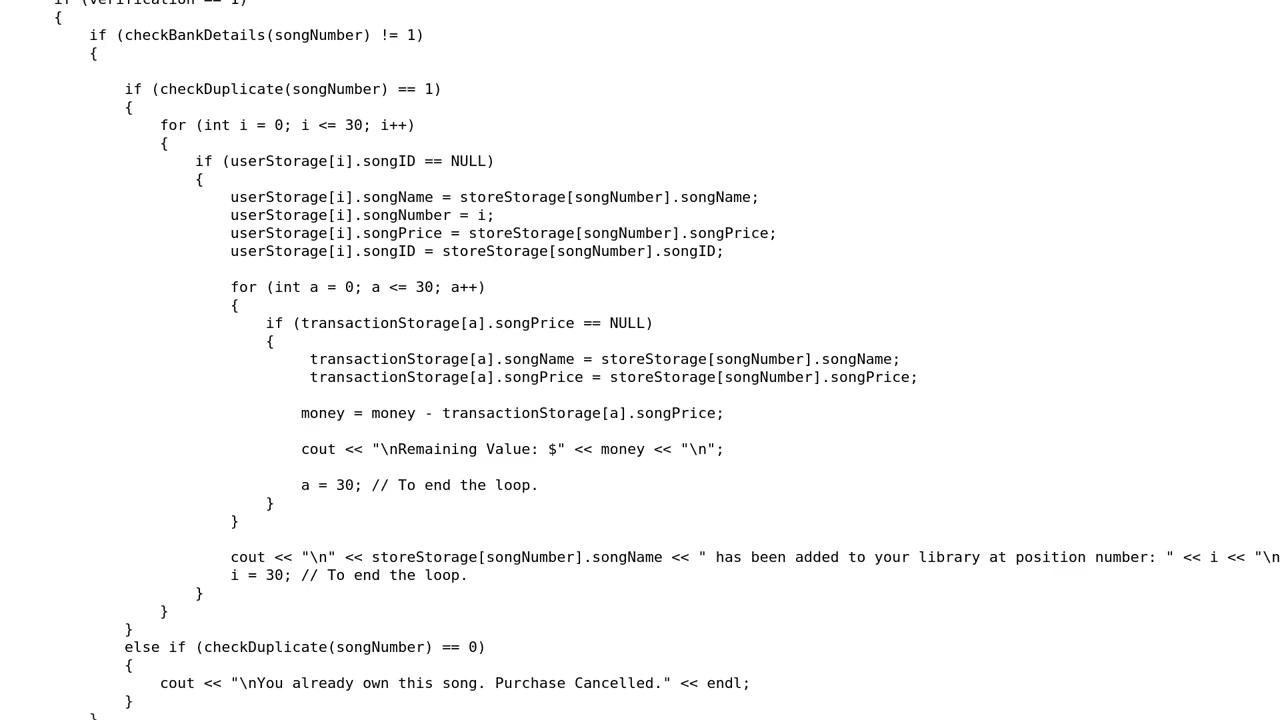 if (verification == 1)
{
if (checkBankDetails(songNumber) != 1)
{
if (checkDuplicate(songNumber) == 1)
{
for (int i = 0; i <= 30; i++)
{
if (userStorage[i].songID == NULL)
{
userStorage[i].songName = storeStorage[songNumber].songName;
userStorage[i].songNumber = i;
userStorage[i].songPrice = storeStorage[songNumber].songPrice;
userStorage[i].songID = storeStorage[songNumber].songID;
for (int a = 0; a <= 30; a++)
{
if (transactionStorage[a].songPrice == NULL)
{
transactionStorage[a].songName = storeStorage[songNumber].songName;
transactionStorage[a].songPrice = storeStorage[songNumber].songPrice;
money = money - transactionStorage[a].songPrice;
cout << "\nRemaining Value: $" << money << "\n";
a = 30; // To end the loop.
}
}
cout << "\n" << storeStorage[songNumber].songName << " has been added to your library at position number: " << i << "\n
i = 30; // To end the loop.
}
}
}
else if (checkDuplicate(songNumber) == 0)
{
cout << "\nYou already own this song. Purchase Cancelled." << endl;
}
}